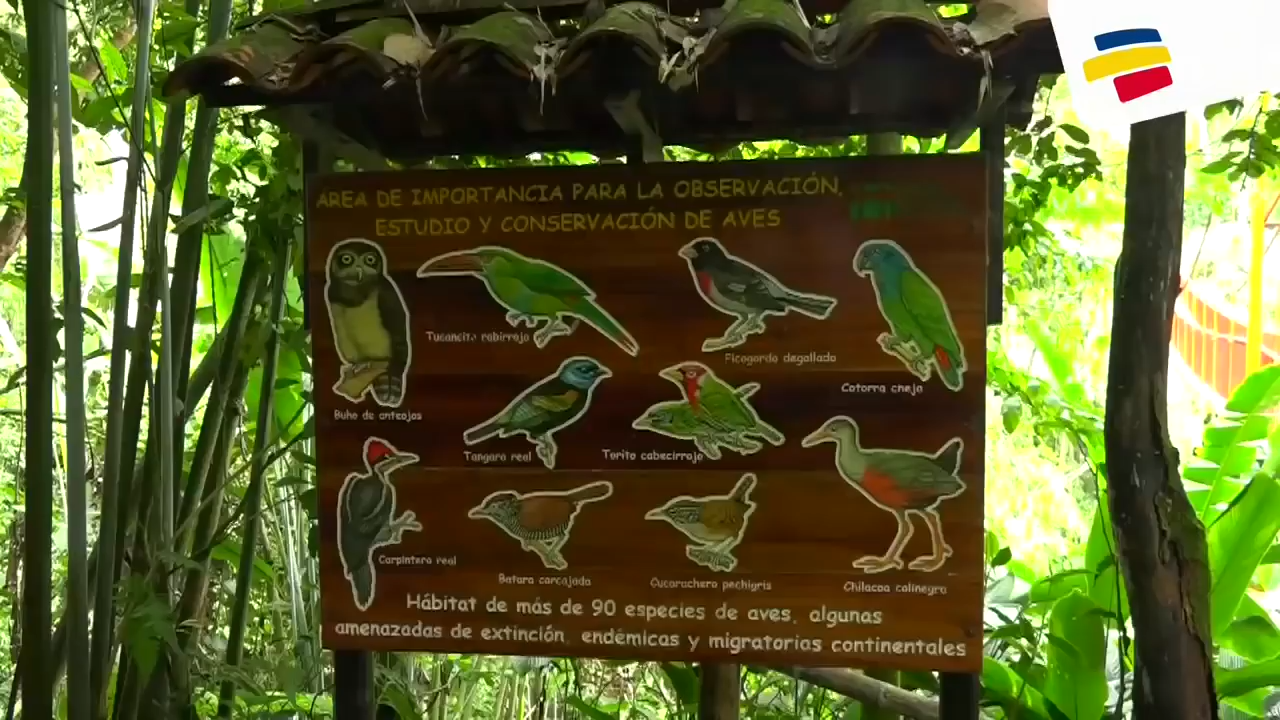 AREA DE IMPORTANCIA PARA LA OBSERVACIÓN,
ESTUDIO Y CONSERVACIÓN DE AVES
Tucancito rabirrojo
Picogordo degollado
Cotorra cheja
Buho de anteojos
Tangara real
Torito cabecirrojo
Carpintero real
Batara carcajada
Cucarachero pechigris
Chilacoa colinegra
Hábitat de más de 90 especies de aves, algunas
amenazadas de extinción, endémicas y migratorias continentales